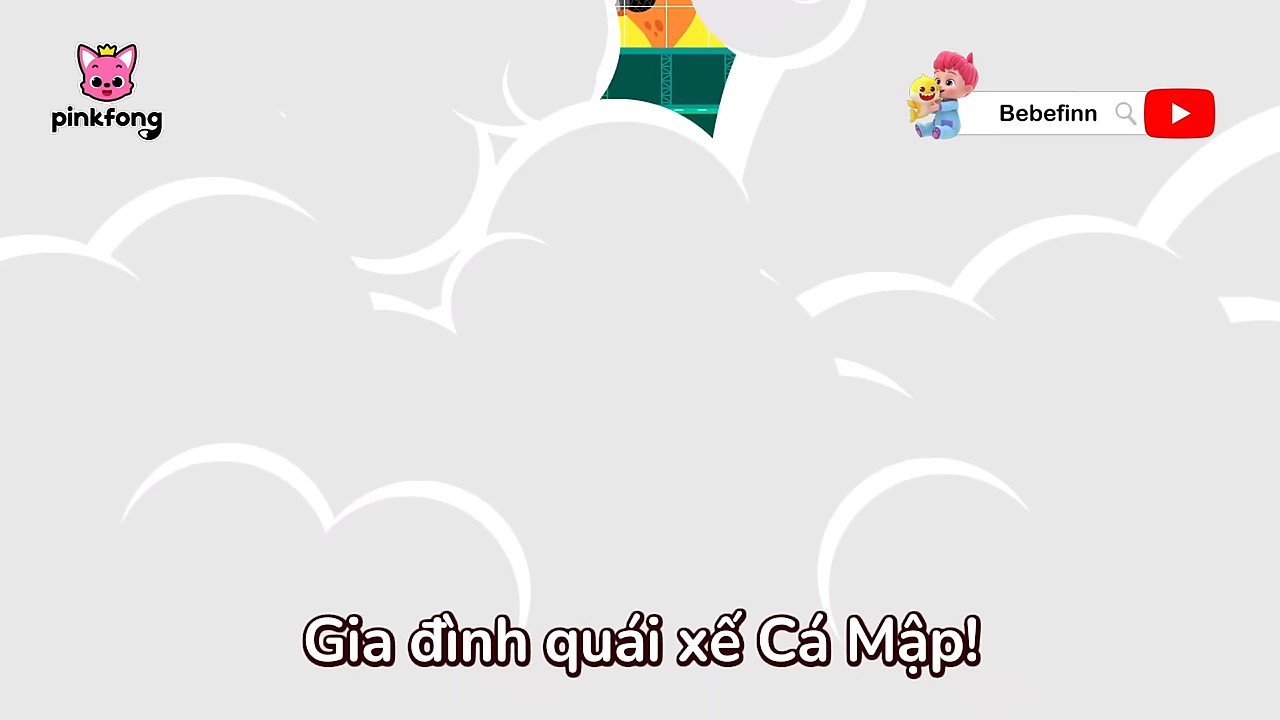 pinkfong
Bebefinn
Gia đình quái xế Cá Mập!